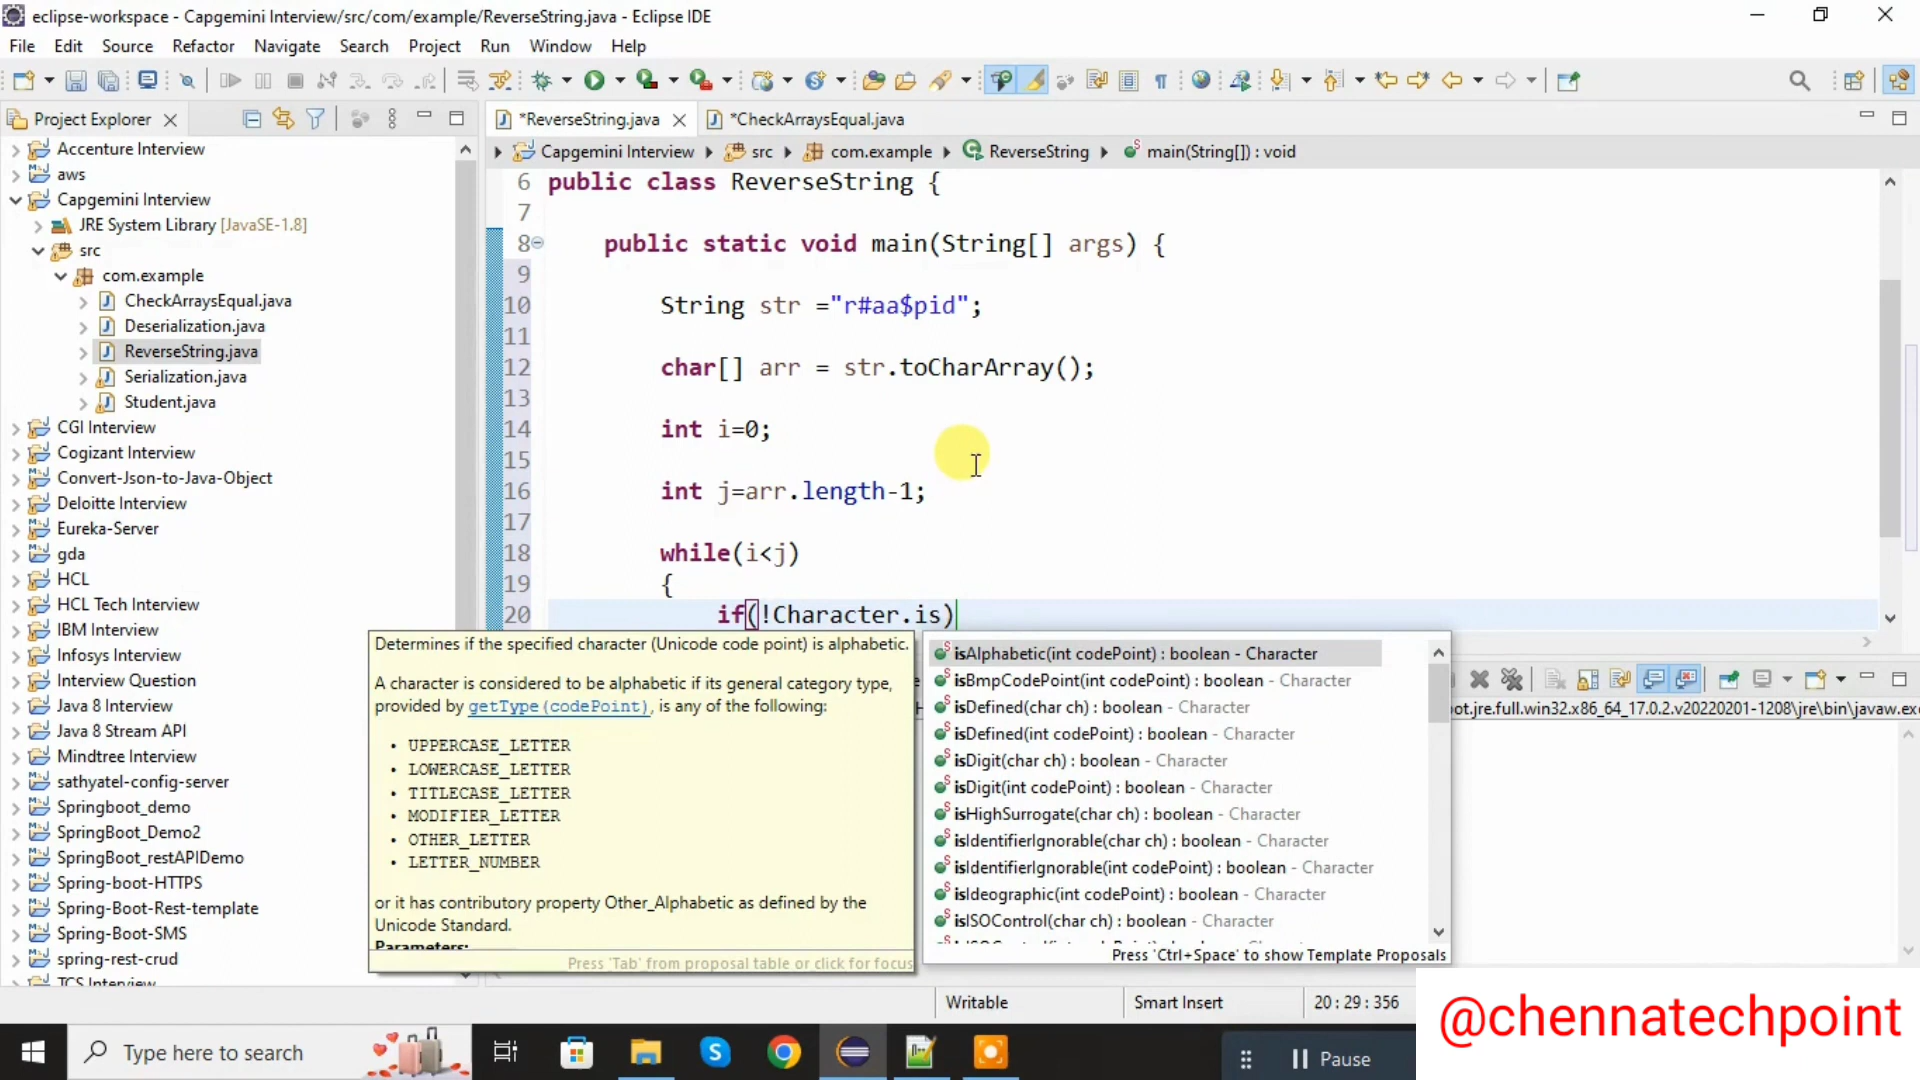 eclipse-workspace - Capgemini Interview/src/com/example/ReverseString.java - Eclipse IDE
File Edit Source Refactor Navigate Search Project Run Window Help
Project Explorer
*ReverseString.java
*CheckArraysEqual.java
Capgemini Interview src com.example ReverseString main(String[]) : void
Accenture Interview
aws
Capgemini Interview
JRE System Library [JavaSE-1.8]
src
com.example
CheckArraysEqual.java
Deserialization.java
ReverseString.java
Serialization.java
Student.java
CGI Interview
Cogizant Interview
Convert-Json-to-Java-Object
Deloitte Interview
Eureka-Server
gda
HCL
HCL Tech Interview
IBM Interview
Infosys Interview
Interview Question
Java 8 Interview
Java 8 Stream API
Mindtree Interview
sathyatel-config-server
Springboot_demo
SpringBoot_Demo2
SpringBoot_restAPIDemo
Spring-boot-HTTPS
Spring-Boot-Rest-template
Spring-Boot-SMS
spring-rest-crud
TCS Interview
6 public class ReverseString {
7
8 public static void main(String[] args) {
9
10 String str ="r#aa$pid";
11
12 char[] arr = str.toCharArray();
13
14 int i=0;
15
16 int j=arr.length-1;
17
18 while(i<j)
19 {
20 if(!Character.is)
Determines if the specified character (Unicode code point) is alphabetic.
A character is considered to be alphabetic if its general category type,
provided by getType(codePoint), is any of the following:
• UPPERCASE_LETTER
• LOWERCASE_LETTER
• TITLECASE_LETTER
• MODIFIER_LETTER
• OTHER_LETTER
• LETTER_NUMBER
or it has contributory property Other_Alphabetic as defined by the
Unicode Standard.
Parameters:
Press 'Tab' from proposal table or click for focus
isAlphabetic(int codePoint) : boolean - Character
isBmpCodePoint(int codePoint) : boolean - Character
isDefined(char ch) : boolean - Character
isDefined(int codePoint) : boolean - Character
isDigit(char ch) : boolean - Character
isDigit(int codePoint) : boolean - Character
isHighSurrogate(char ch) : boolean - Character
isIdentifierIgnorable(char ch) : boolean - Character
isIdentifierIgnorable(int codePoint) : boolean - Character
isIdeographic(int codePoint) : boolean - Character
isISOControl(char ch) : boolean - Character
Press 'Ctrl+Space' to show Template Proposals
ot.jre.full.win32.x86_64_17.0.2.v20220201-1208\jre\bin\javaw.exe
Writable
Smart Insert
20 : 29 : 356
@chennatechpoint
Type here to search
Pause